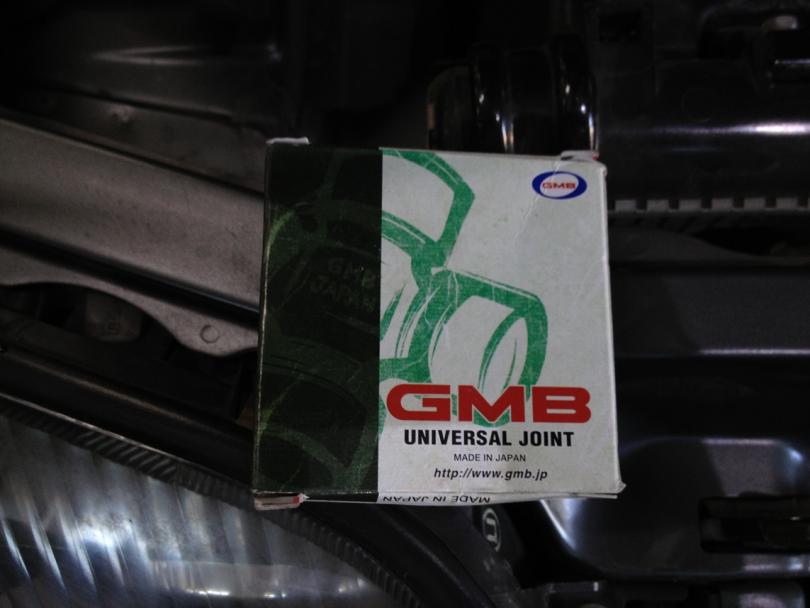 GMB
GMB
JAPAN
GMB
UNIVERSAL JOINT
MADE IN JAPAN
http://www.gmb.jp
MADE IN JAPAN